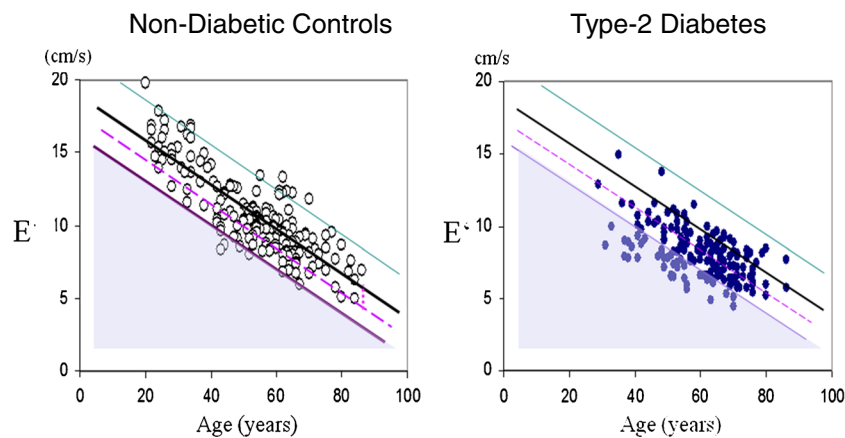 Non-Diabetic Controls
(cm/s)
20
15
10
5
0
E'
0 20 40 60 80 100
Age (years)
Type-2 Diabetes
cm/s
20
15
10
5
0
E'
0 20 40 60 80 100
Age (years)